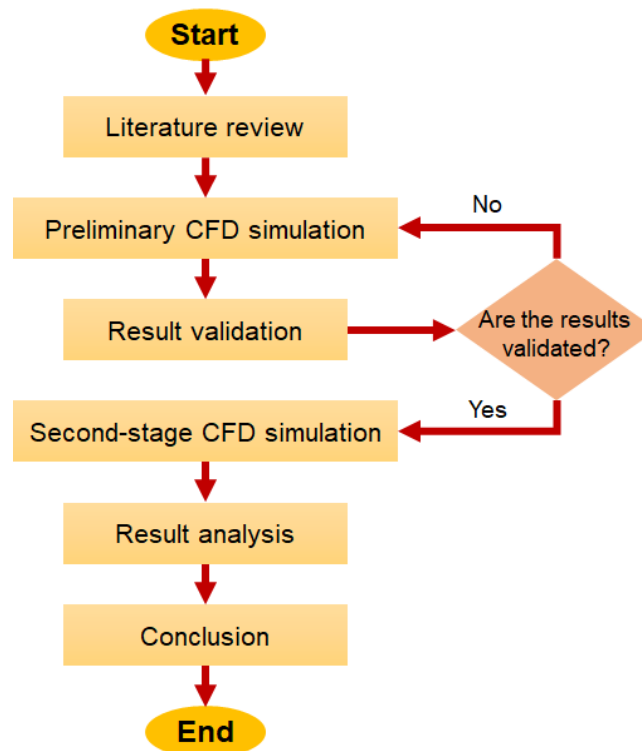 Start
Literature review
Preliminary CFD simulation
No
Result validation
Are the results
validated?
Yes
Second-stage CFD simulation
Result analysis
Conclusion
End